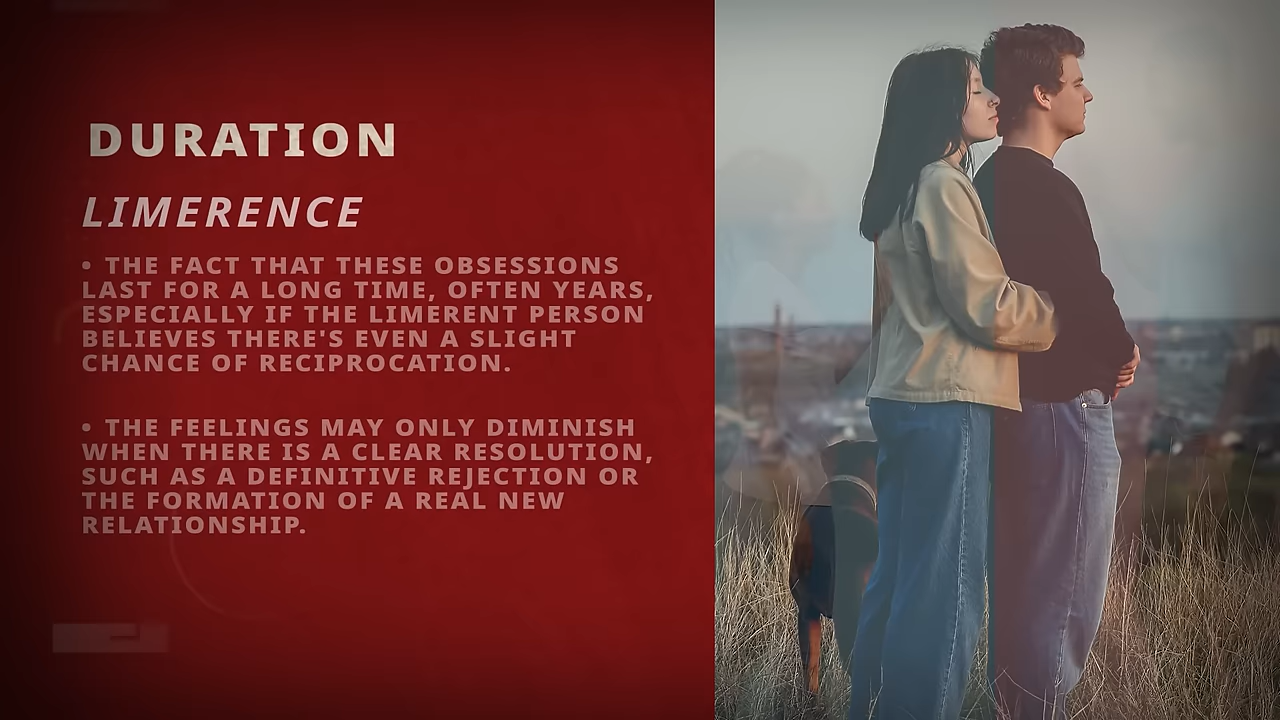 DURATION
LIMERENCE
• THE FACT THAT THESE OBSESSIONS
LAST FOR A LONG TIME, OFTEN YEARS,
ESPECIALLY IF THE LIMERENT PERSON
BELIEVES THERE'S EVEN A SLIGHT
CHANCE OF RECIPROCATION.
• THE FEELINGS MAY ONLY DIMINISH
WHEN THERE IS A CLEAR RESOLUTION,
SUCH AS A DEFINITIVE REJECTION OR
THE FORMATION OF A REAL NEW
RELATIONSHIP.